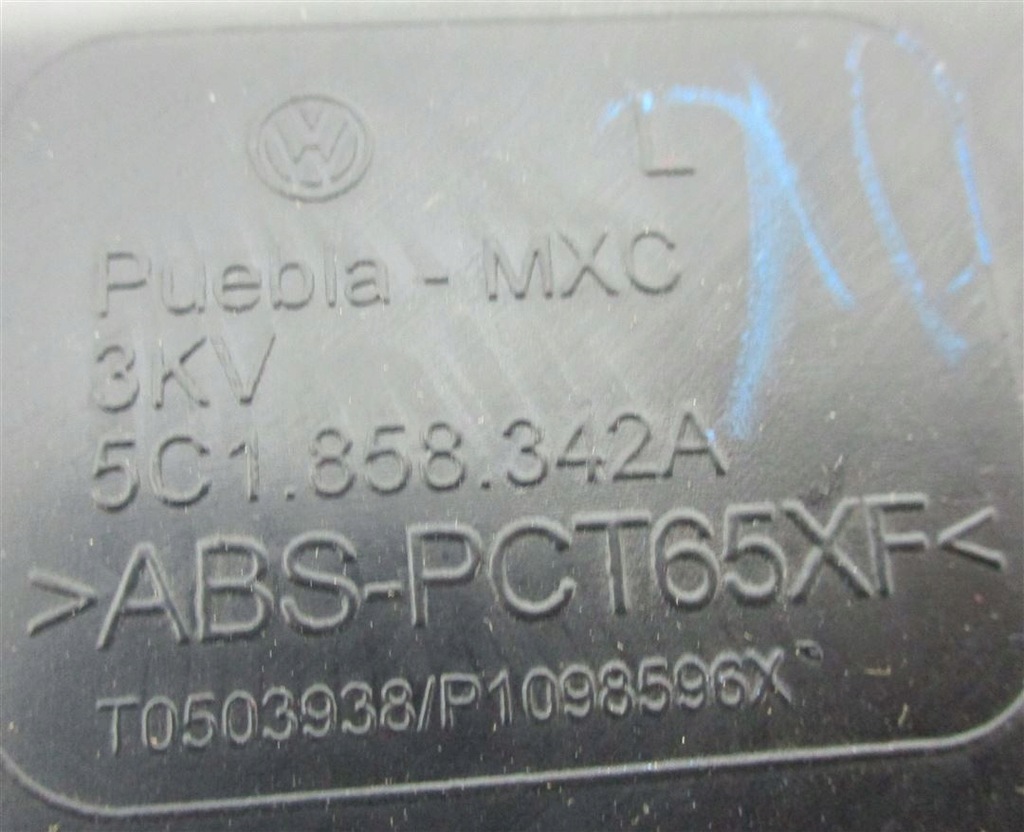 L
Puebla - MXC
3KV
5C1.858.342A
>ABS-PCT65XF<
T0503938/P1098596X